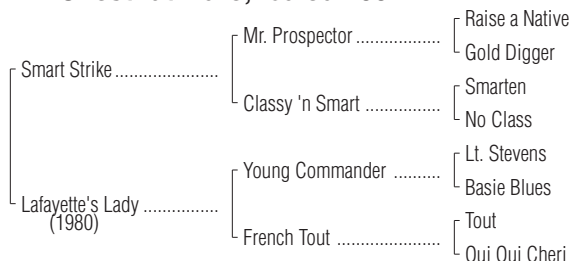 Raise a Native
Mr. Prospector ..................
Gold Digger
Smart Strike ......................
Smarten
Classy 'n Smart ................
No Class
Lt. Stevens
Young Commander ..........
Basie Blues
Lafayette's Lady ................
(1980)
Tout
French Tout ......................
Oui Oui Cheri